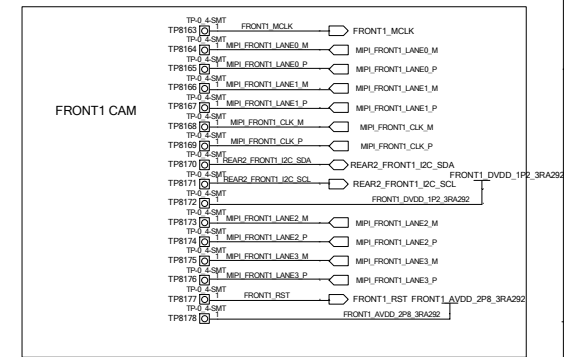 TP-0_4-SMT
TP8163 1 FRONT1_MCLK FRONT1_MCLK
TP-0_4-SMT
TP8164 1 MIPI_FRONT1_LANE0_M MIPI_FRONT1_LANE0_M
TP-0_4-SMT
TP8165 1 MIPI_FRONT1_LANE0_P MIPI_FRONT1_LANE0_P
TP-0_4-SMT
TP8166 1 MIPI_FRONT1_LANE1_M MIPI_FRONT1_LANE1_M
TP-0_4-SMT
FRONT1 CAM TP8167 1 MIPI_FRONT1_LANE1_P MIPI_FRONT1_LANE1_P
TP-0_4-SMT
TP8168 1 MIPI_FRONT1_CLK_M MIPI_FRONT1_CLK_M
TP-0_4-SMT
TP8169 1 MIPI_FRONT1_CLK_P MIPI_FRONT1_CLK_P
TP-0_4-SMT
TP8170 1 REAR2_FRONT1_I2C_SDA REAR2_FRONT1_I2C_SDA
FRONT1_DVDD_1P2_3RA292
TP-0_4-SMT
TP8171 1 REAR2_FRONT1_I2C_SCL REAR2_FRONT1_I2C_SCL
TP-0_4-SMT
TP8172 1 FRONT1_DVDD_1P2_3RA292
TP-0_4-SMT
TP8173 1 MIPI_FRONT1_LANE2_M MIPI_FRONT1_LANE2_M
TP-0_4-SMT
TP8174 1 MIPI_FRONT1_LANE2_P MIPI_FRONT1_LANE2_P
TP-0_4-SMT
TP8175 1 MIPI_FRONT1_LANE3_M MIPI_FRONT1_LANE3_M
TP-0_4-SMT
TP8176 1 MIPI_FRONT1_LANE3_P MIPI_FRONT1_LANE3_P
TP-0_4-SMT
TP8177 1 FRONT1_RST FRONT1_RST FRONT1_AVDD_2P8_3RA292
TP-0_4-SMT
TP8178 1 FRONT1_AVDD_2P8_3RA292